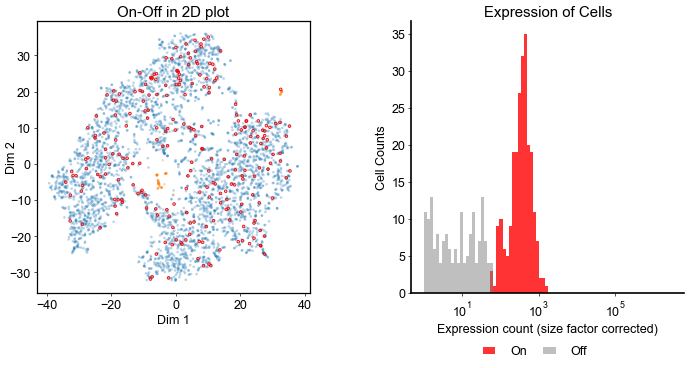 On-Off in 2D plot
Dim 2
30
20
10
0
−10
−20
−30
−40
−20
0
20
40
Dim 1
Expression of Cells
Cell Counts
35
30
25
20
15
10
5
0
10^1
10^3
10^5
Expression count (size factor corrected)
On
Off